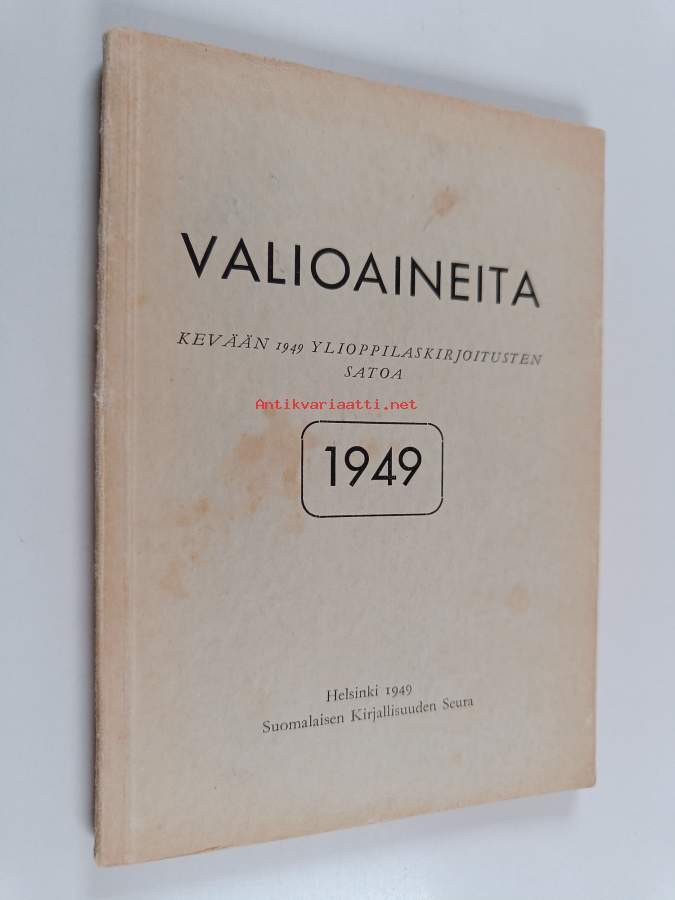 VALIOAINEITA
KEVÄÄN 1949 YLIOPPILASKIRJOITUSTEN
SATOA
Antikvariaatti.net
1949
Helsinki 1949
Suomalaisen Kirjallisuuden Seura